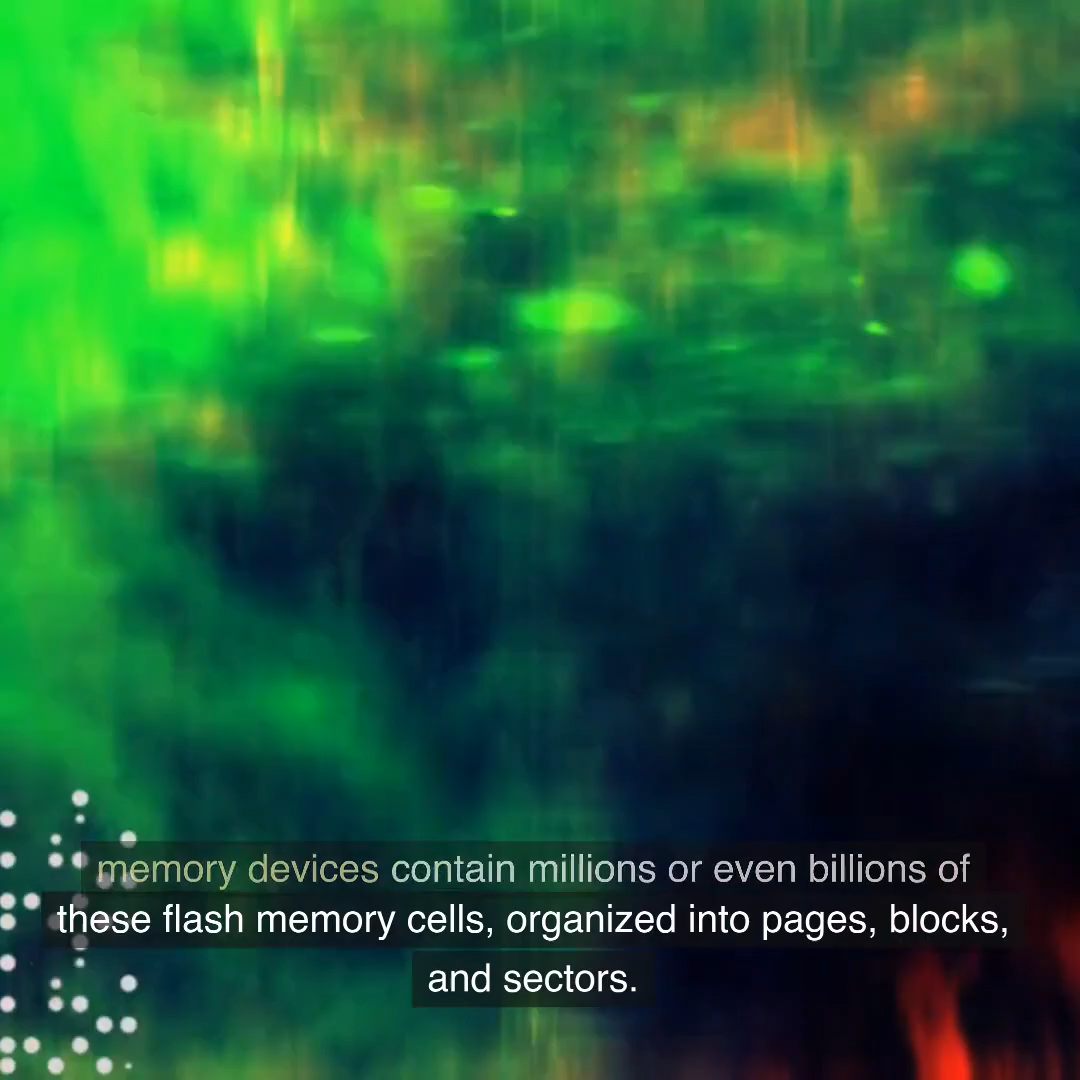 memory devices contain millions or even billions of
these flash memory cells, organized into pages, blocks,
and sectors.